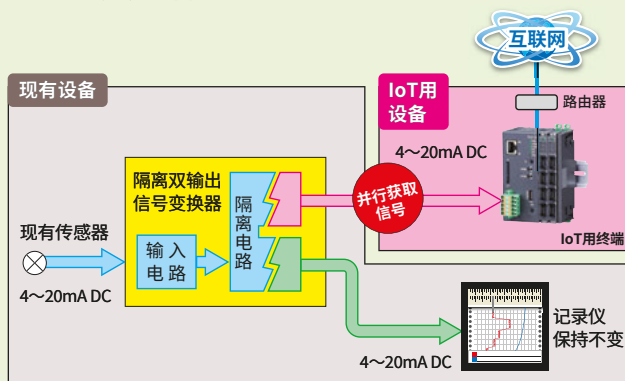 互联网
现有设备
IoT用
设备
路由器
4～20mA DC
隔离双输出
信号变换器
隔离电路
并行获取
信号
现有传感器
输入
电路
IoT用终端
4～20mA DC
记录仪
保持不变
4～20mA DC